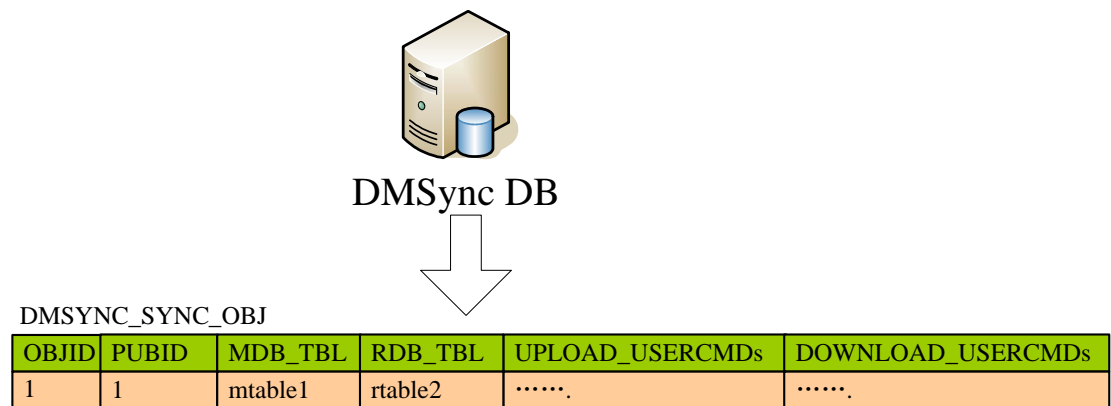 DMSync DB
DMSYNC_SYNC_OBJ
OBJID PUBID MDB_TBL RDB_TBL UPLOAD_USERCMDs DOWNLOAD_USERCMDs
1 1 mtable1 rtable2 ……. …….